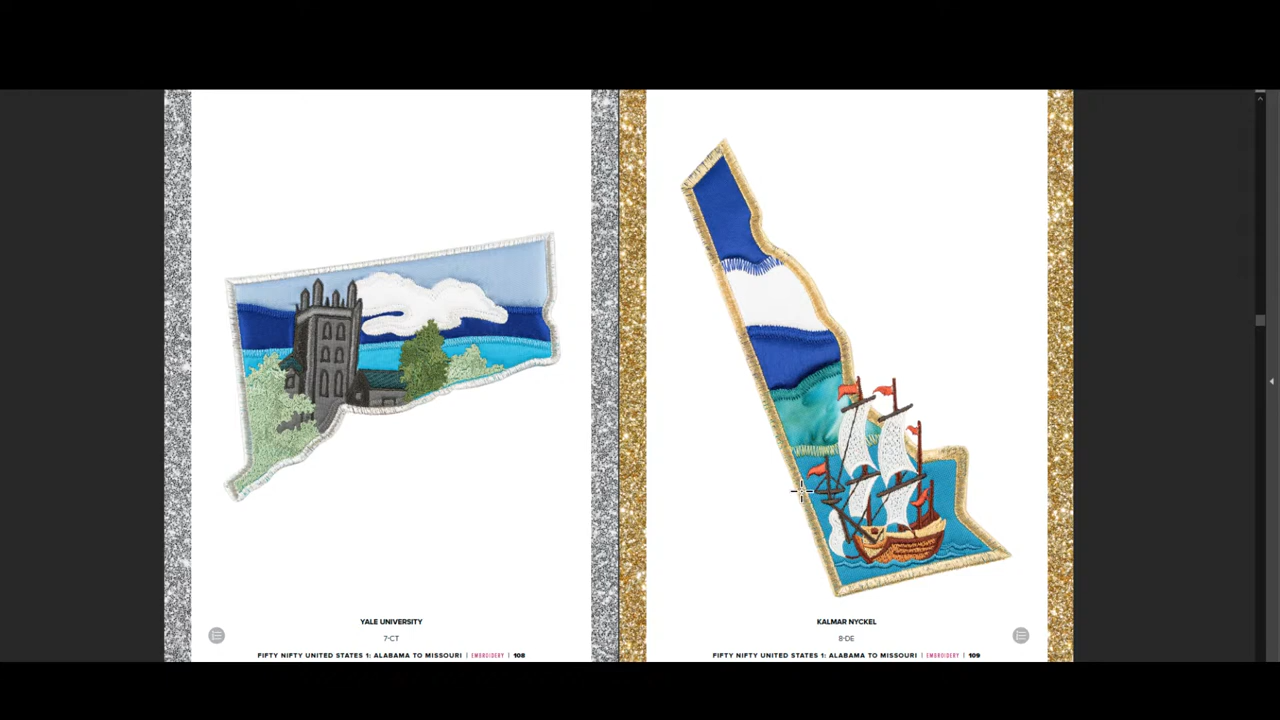 YALE UNIVERSITY
7-CT
FIFTY NIFTY UNITED STATES 1: ALABAMA TO MISSOURI | EMBROIDERY | 108
KALMAR NYCKEL
8-DE
FIFTY NIFTY UNITED STATES 1: ALABAMA TO MISSOURI | EMBROIDERY | 109